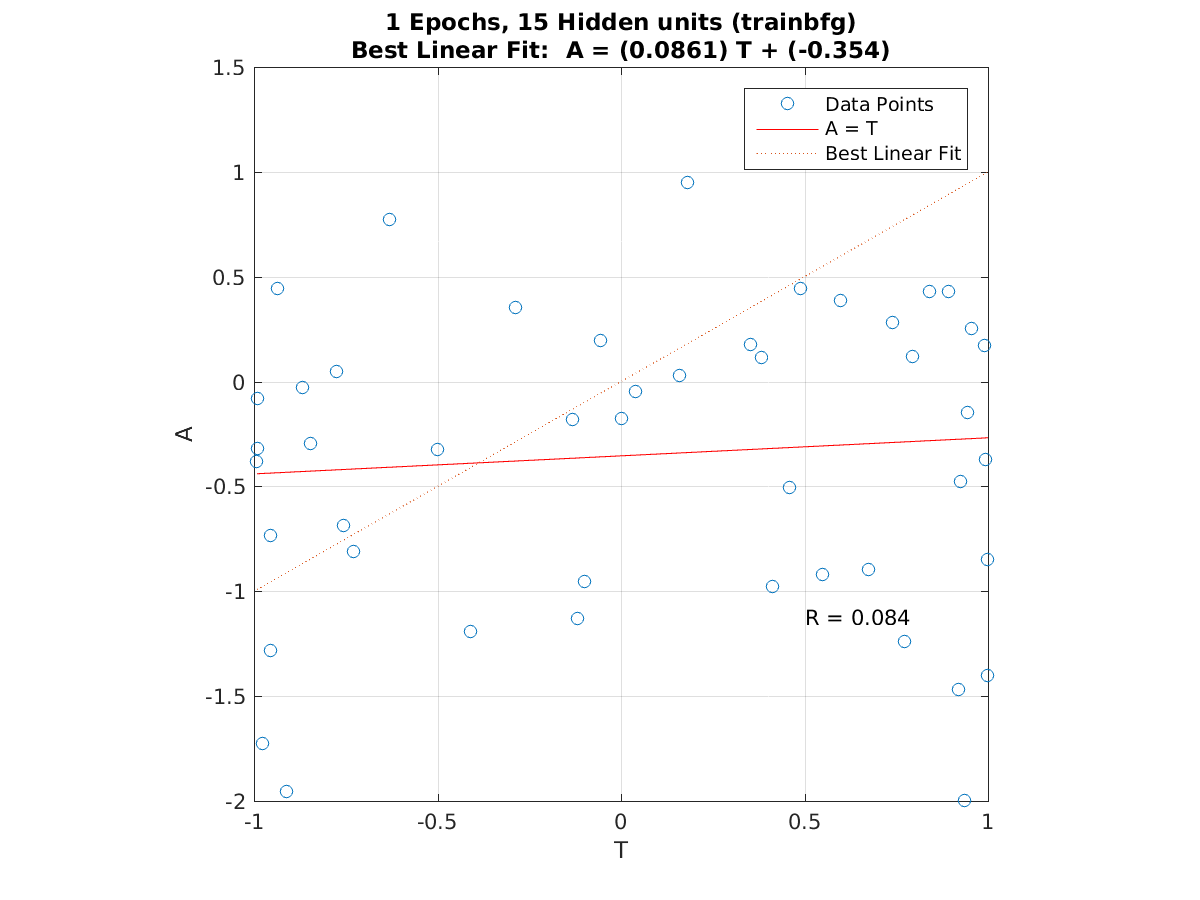 1 Epochs, 15 Hidden units (trainbfg)
Best Linear Fit:  A = (0.0861) T + (-0.354)
1.5
Data Points
A = T
Best Linear Fit
1
0.5
0
A
-0.5
-1
R = 0.084
-1.5
-2
-1
-0.5
0
0.5
1
T